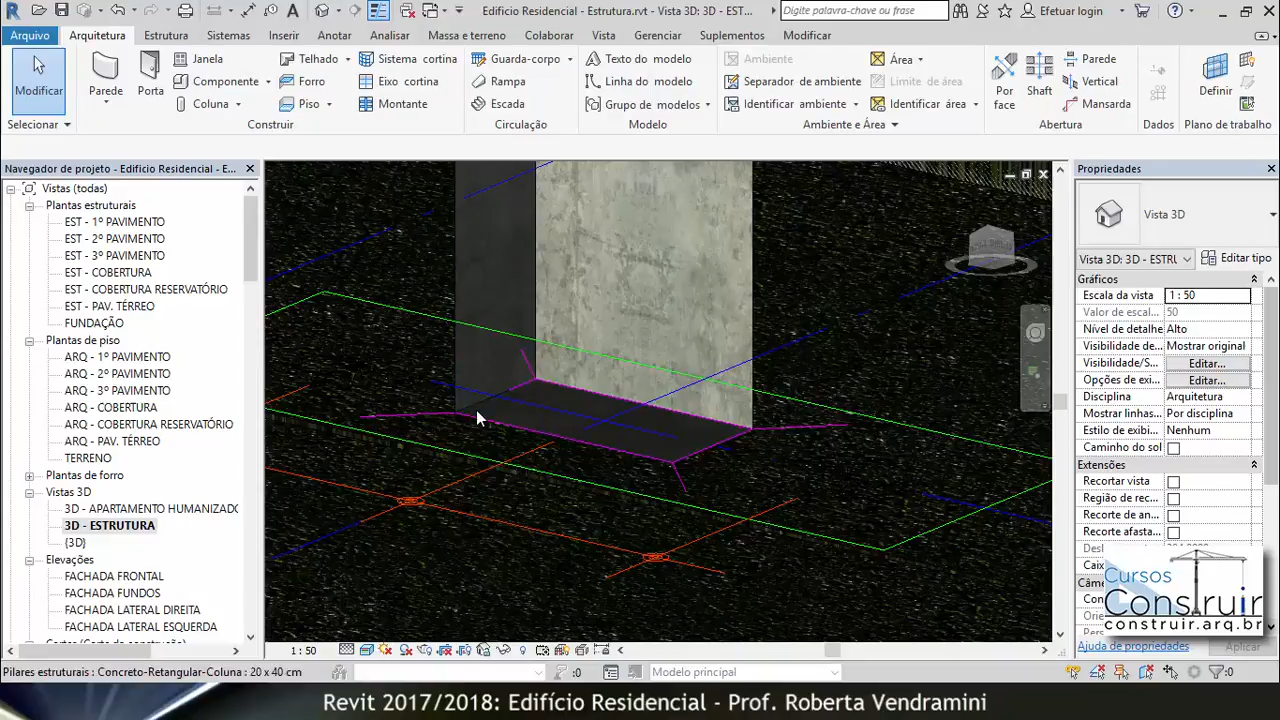 Edificio Residencial - Estrutura.rvt - Vista 3D: 3D - EST...
Digite palavra-chave ou frase
Efetuar login
Arquivo
Arquitetura
Estrutura
Sistemas
Inserir
Anotar
Analisar
Massa e terreno
Colaborar
Vista
Gerenciar
Suplementos
Modificar
Modificar
Selecionar
Parede
Porta
Janela
Componente
Coluna
Telhado
Forro
Piso
Sistema cortina
Eixo cortina
Montante
Construir
Guarda-corpo
Rampa
Escada
Circulação
Texto do modelo
Linha do modelo
Grupo de modelos
Modelo
Ambiente
Separador de ambiente
Identificar ambiente
Área
Limite de área
Identificar área
Ambiente e Área
Por face
Shaft
Parede
Vertical
Mansarda
Abertura
Dados
Definir
Plano de trabalho
Navegador de projeto - Edificio Residencial - E...
Vistas (todas)
Plantas estruturais
EST - 1º PAVIMENTO
EST - 2º PAVIMENTO
EST - 3º PAVIMENTO
EST - COBERTURA
EST - COBERTURA RESERVATÓRIO
EST - PAV. TÉRREO
FUNDAÇÃO
Plantas de piso
ARQ - 1º PAVIMENTO
ARQ - 2º PAVIMENTO
ARQ - 3º PAVIMENTO
ARQ - COBERTURA
ARQ - COBERTURA RESERVATÓRIO
ARQ - PAV. TÉRREO
TERRENO
Plantas de forro
Vistas 3D
3D - APARTAMENTO HUMANIZADO
3D - ESTRUTURA
{3D}
Elevações
FACHADA FRONTAL
FACHADA FUNDOS
FACHADA LATERAL DIREITA
FACHADA LATERAL ESQUERDA
Propriedades
Vista 3D
Vista 3D: 3D - ESTRU
Editar tipo
Gráficos
Escala da vista 1 : 50
Valor de escal... 50
Nível de detalhe Alto
Visibilidade de... Mostrar original
Visibilidade/S... Editar...
Opções de exi... Editar...
Disciplina Arquitetura
Mostrar linhas... Por disciplina
Estilo de exibi... Nenhum
Caminho do sol
Extensões
Recortar vista
Região de rec...
Recorte de an...
Recorte afasta...
Cursos
Construir
construir.arq.br
Ajuda de propriedades
Aplicar
1 : 50
Pilares estruturais : Concreto-Retangular-Coluna : 20 x 40 cm
:0
Modelo principal
:0
Revit 2017/2018: Edifício Residencial - Prof. Roberta Vendramini